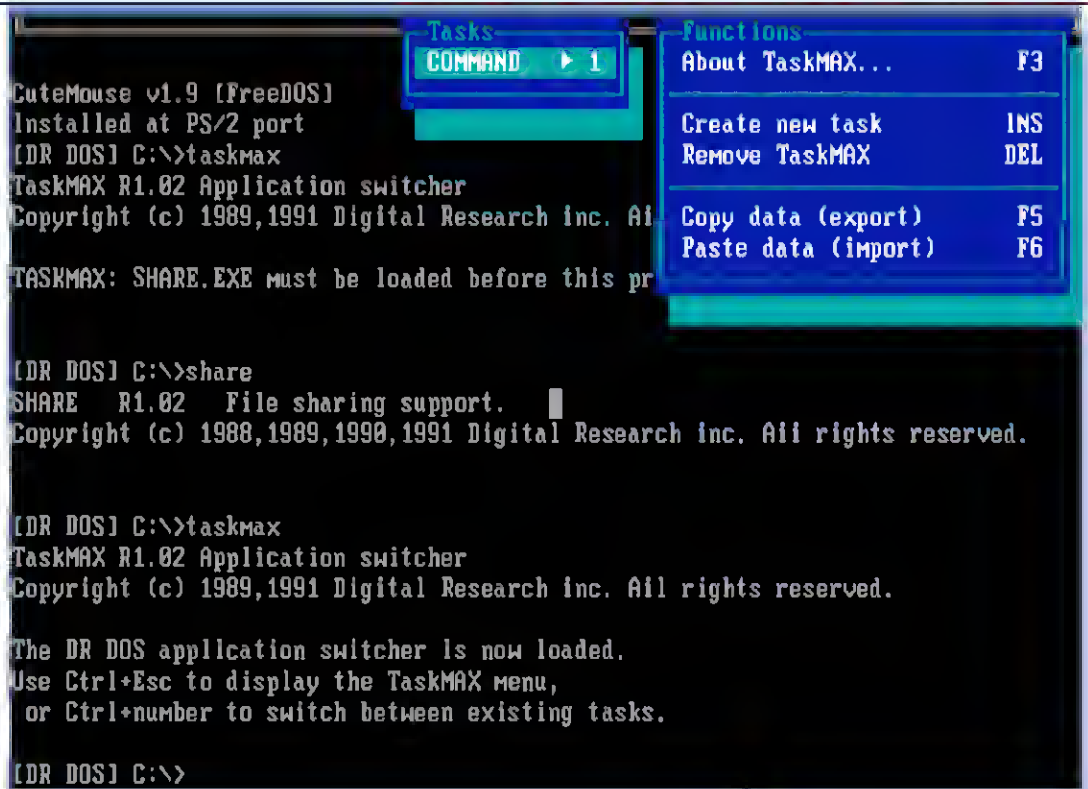 Tasks
COMMAND ▶ 1
Functions
About TaskMAX... F3
Create new task INS
Remove TaskMAX DEL
Copy data (export) F5
Paste data (import) F6
CuteMouse v1.9 [FreeDOS]
Installed at PS/2 port
[DR DOS] C:\>taskmax
TaskMAX R1.02 Application switcher
Copyright (c) 1989,1991 Digital Research Inc. Al
TASKMAX: SHARE.EXE must be loaded before this pr
[DR DOS] C:\>share
SHARE R1.02 File sharing support.
Copyright (c) 1988,1989,1990,1991 Digital Research Inc. All rights reserved.
[DR DOS] C:\>taskmax
TaskMAX R1.02 Application switcher
Copyright (c) 1989,1991 Digital Research Inc. All rights reserved.
The DR DOS application switcher is now loaded.
Use Ctrl+Esc to display the TaskMAX menu,
or Ctrl+number to switch between existing tasks.
[DR DOS] C:\>